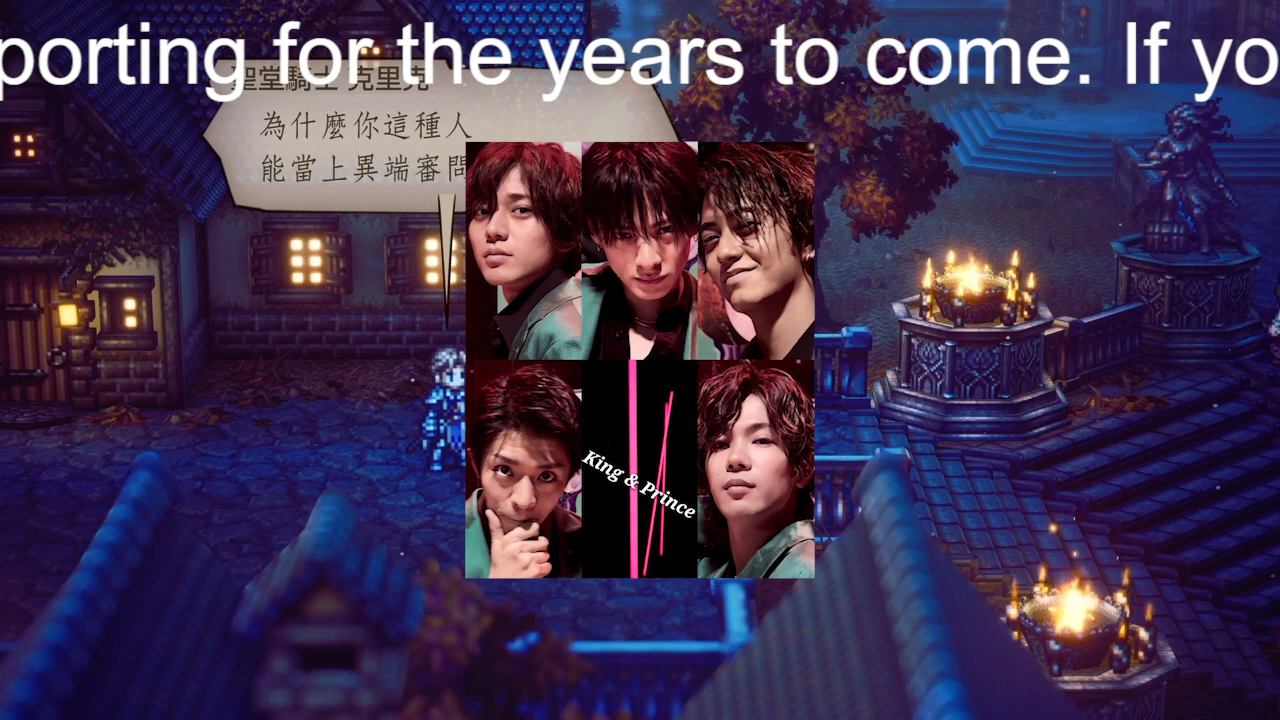 porting for the years to come. If yo
聖堂騎士 克里克
為什麼你這種人
能當上異端審問
King & Prince